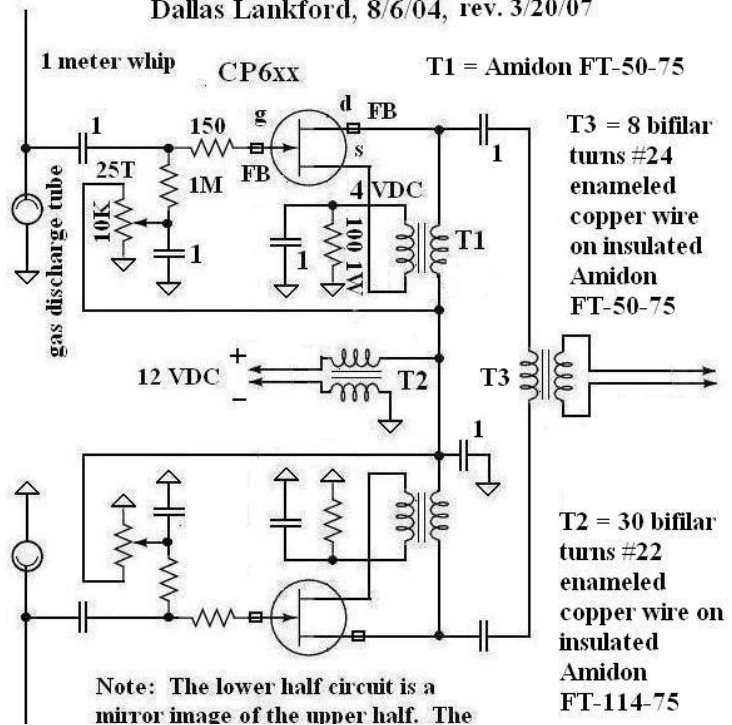 Dallas Lankford, 8/6/04, rev. 3/20/07
1 meter whip
CP6xx
T1 = Amidon FT-50-75
d
FB
g
1
150
s
1
25T
1M
FB
10K
4 VDC
1
1
100 1W
T1
gas discharge tube
T3 = 8 bifilar
turns #24
enameled
copper wire
on insulated
Amidon
FT-50-75
+
12 VDC
–
T2
T3
1
T2 = 30 bifilar
turns #22
enameled
copper wire on
insulated
Amidon
FT-114-75
Note: The lower half circuit is a
mirror image of the upper half. The